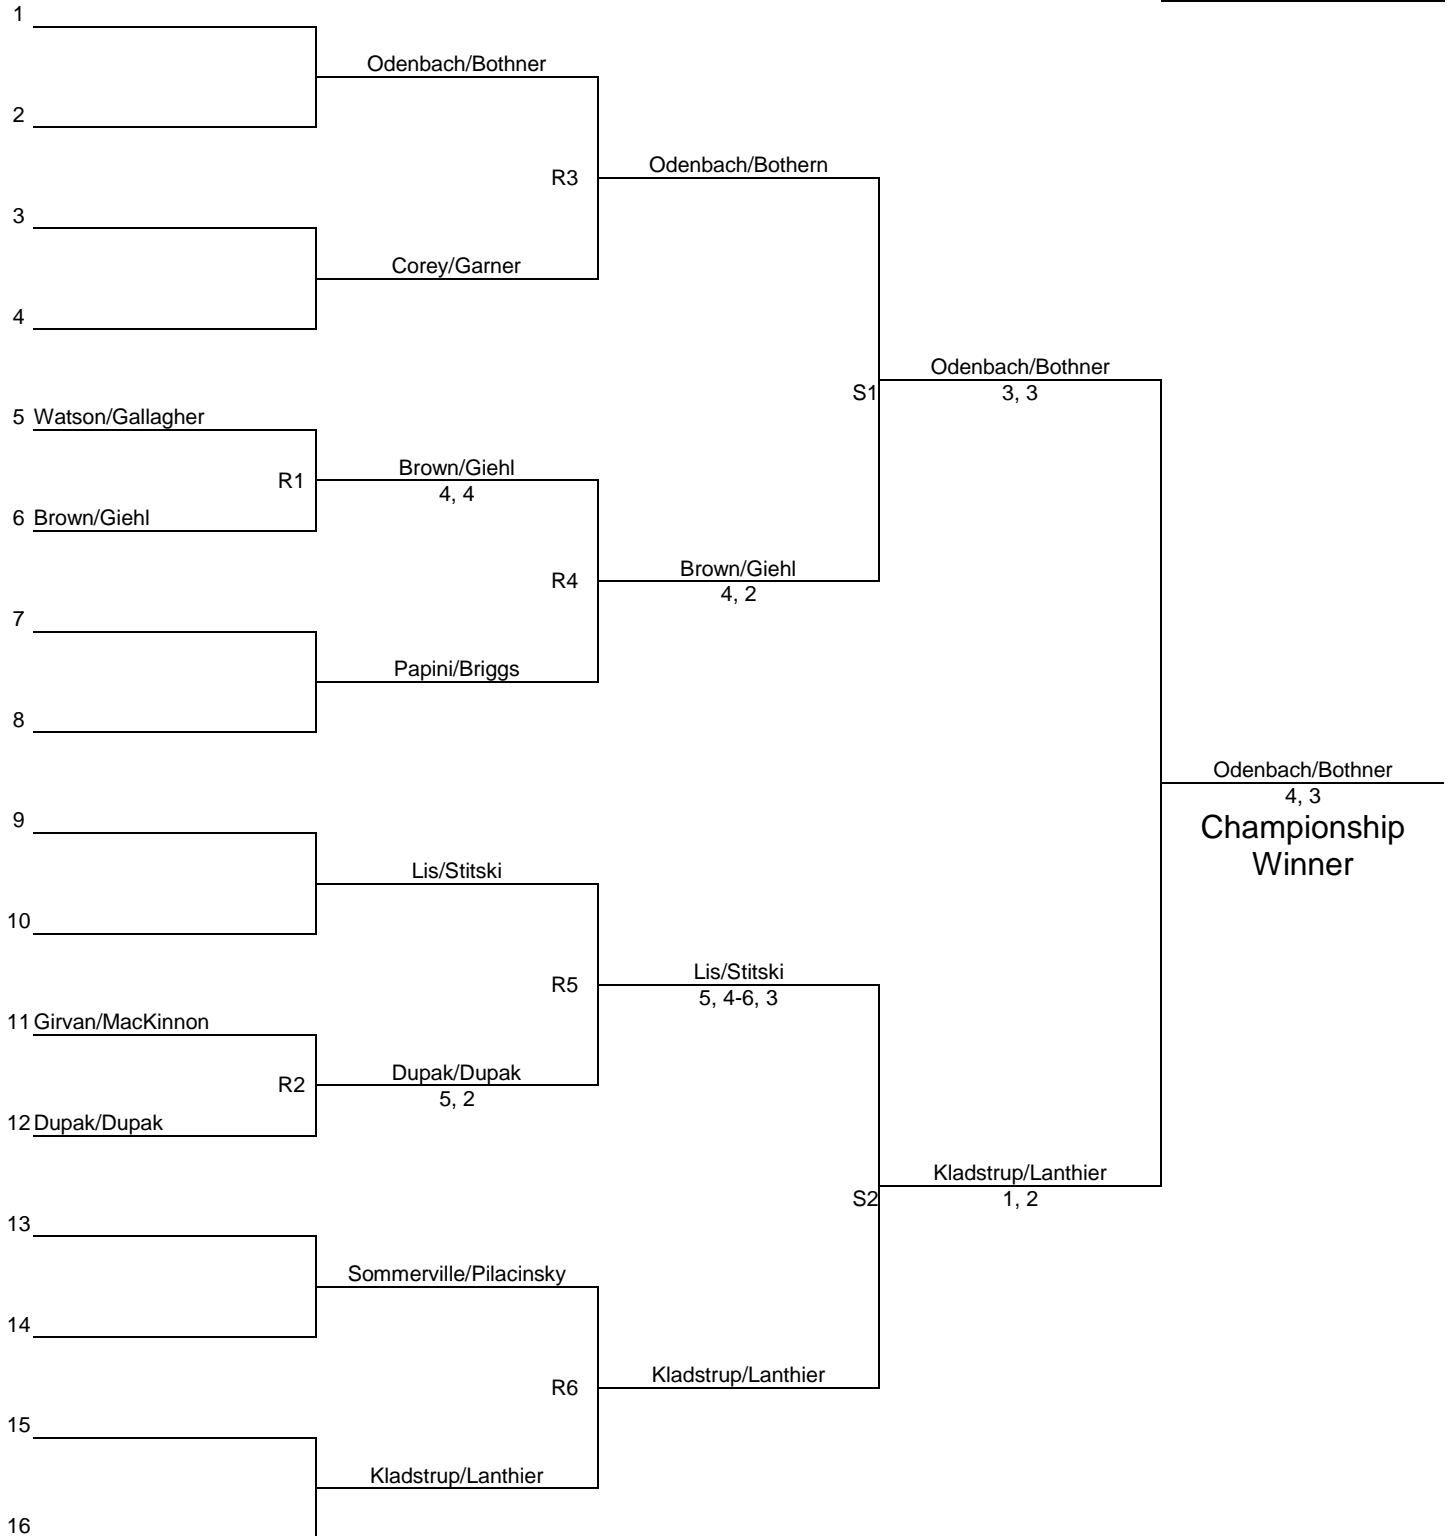 1
Odenbach/Bothner
2
R3
Odenbach/Bothern
3
Corey/Garner
4
Odenbach/Bothner
S1
3, 3
5 Watson/Gallagher
R1
Brown/Giehl
4, 4
6 Brown/Giehl
R4
Brown/Giehl
4, 2
7
Papini/Briggs
8
Odenbach/Bothner
4, 3
Championship
Winner
9
Lis/Stitski
10
R5
Lis/Stitski
5, 4-6, 3
11 Girvan/MacKinnon
R2
Dupak/Dupak
5, 2
12 Dupak/Dupak
Kladstrup/Lanthier
S2
1, 2
13
Sommerville/Pilacinsky
14
R6
Kladstrup/Lanthier
15
Kladstrup/Lanthier
16